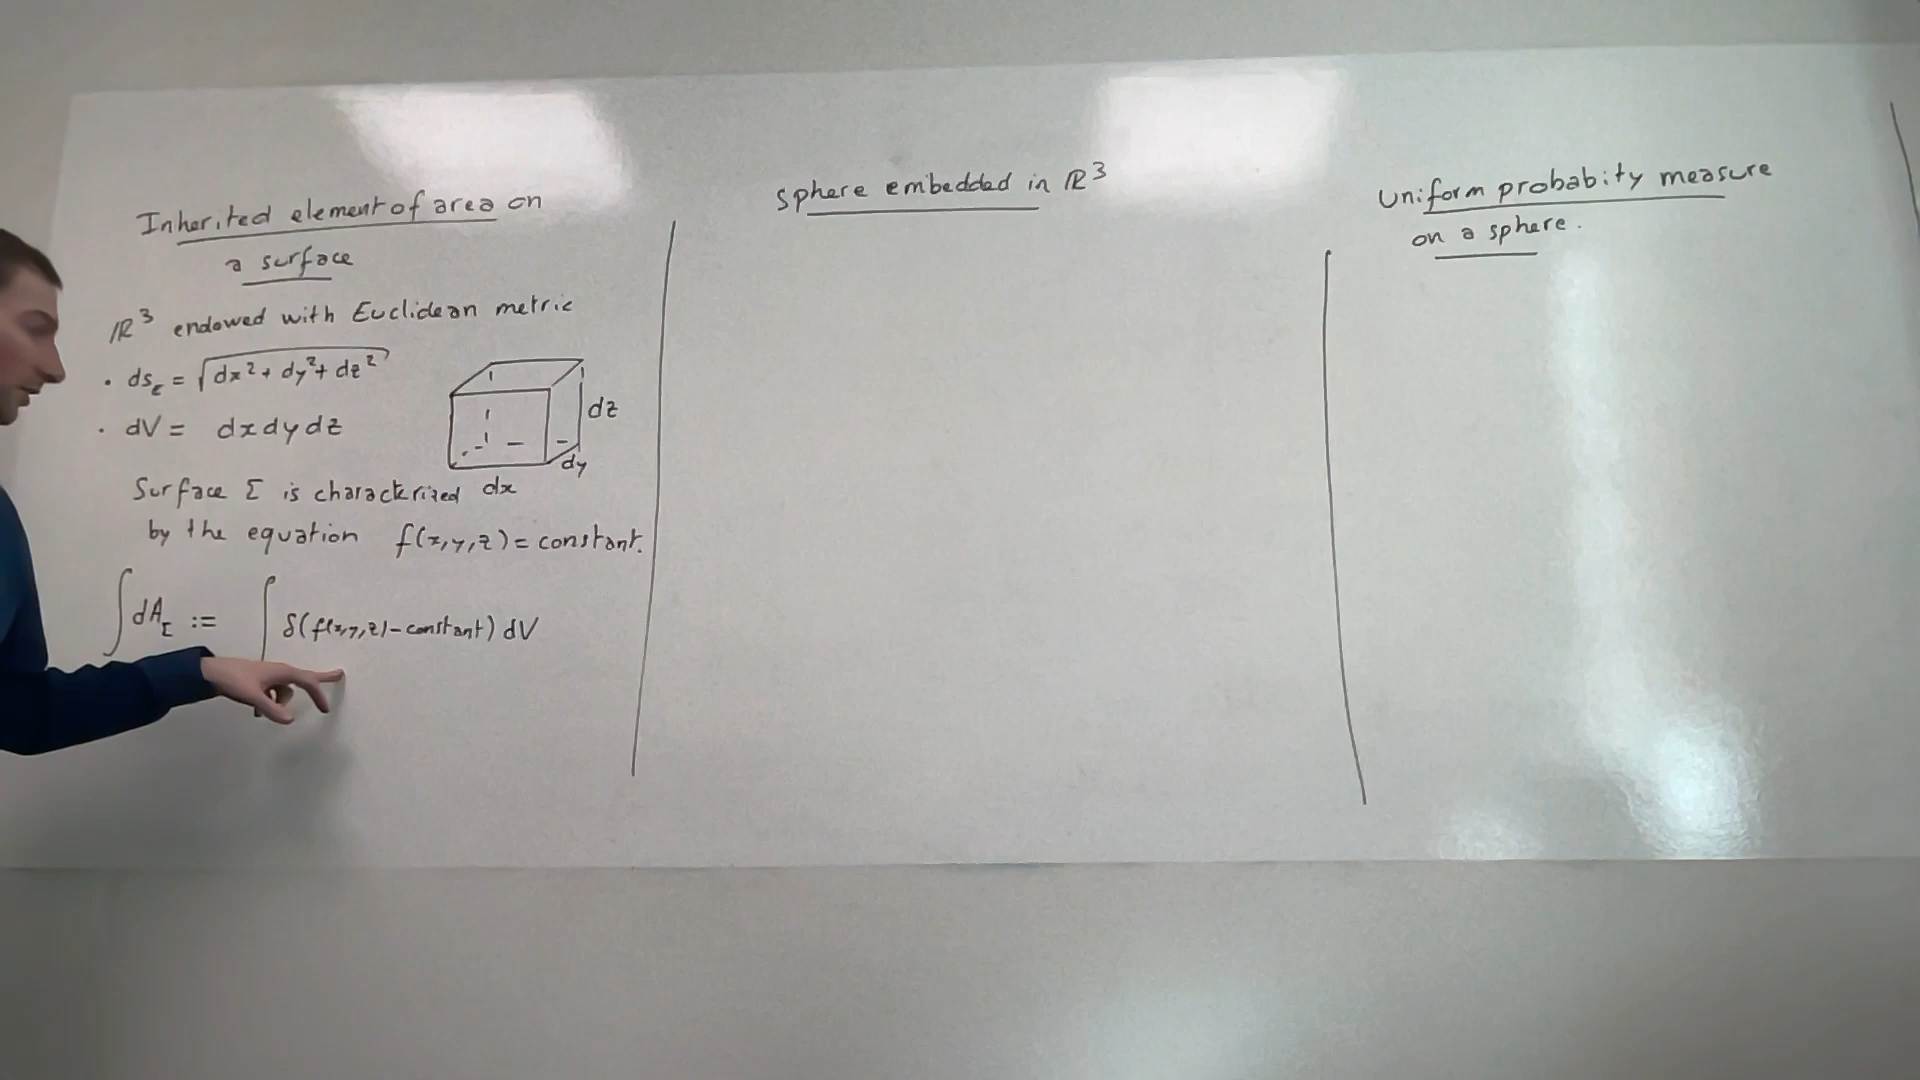 Inherited element of area on
a surface
ℝ³ endowed with Euclidean metric
· ds_E = √(dx² + dy² + dz²)
· dV = dx dy dz
dz
dy
dx
Surface Σ is characterized
by the equation f(x,y,z) = constant.
∫dA_Σ := ∫ δ(f(x,y,z) - constant) dV
Sphere embedded in ℝ³
Uniform probabity measure
on a sphere.